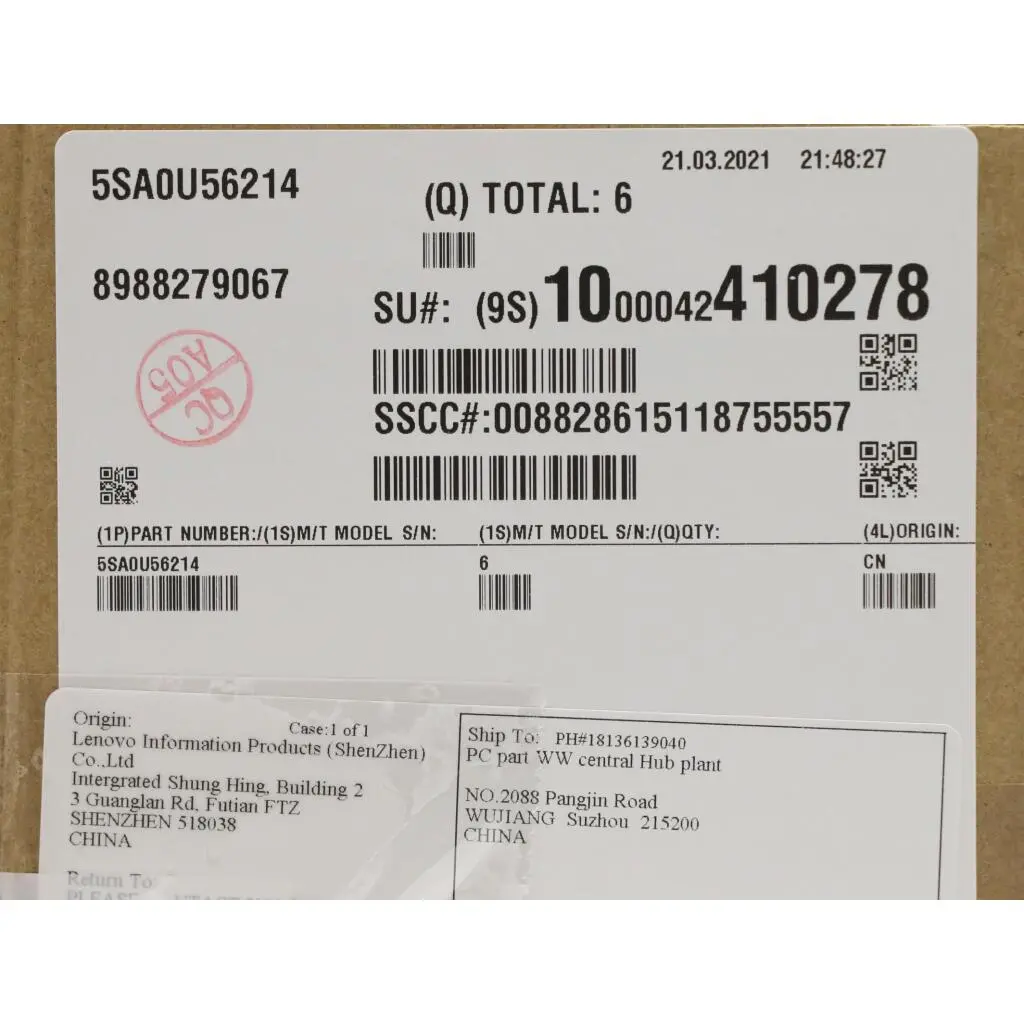 5SA0U56214
21.03.2021 21:48:27
(Q) TOTAL: 6
8988279067
SU#: (9S)1000042410278
QC
A05
SSCC#:00882861511875557
(1P)PART NUMBER:/(1S)M/T MODEL S/N:
(1S)M/T MODEL S/N:/(Q)QTY:
(4L)ORIGIN:
5SA0U56214
6
CN
Origin:
Case:1 of 1
Lenovo Information Products (ShenZhen)
Co.,Ltd
Intergrated Shung Hing, Building 2
3 Guanglan Rd, Futian FTZ
SHENZHEN 518038
CHINA
Return To:
PLEASE
Ship To: PH#18136139040
PC part WW central Hub plant
NO.2088 Pangjin Road
WUJIANG Suzhou 215200
CHINA